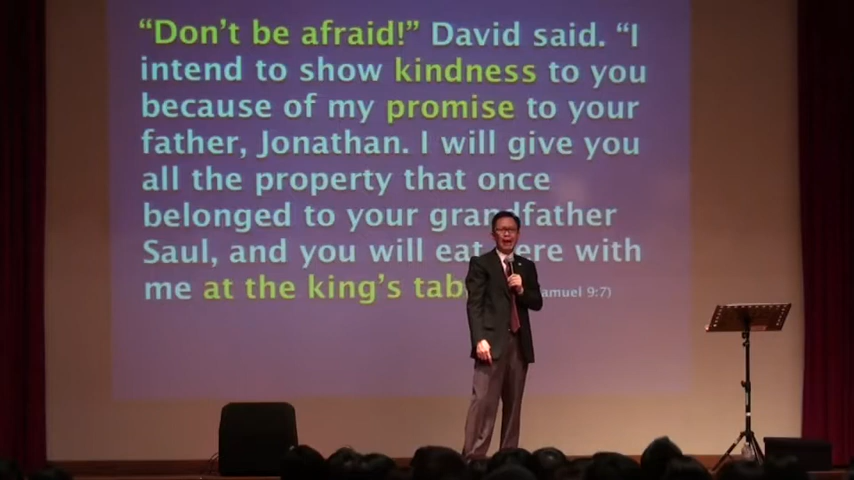 “Don’t be afraid!” David said. “I
intend to show kindness to you
because of my promise to your
father, Jonathan. I will give you
all the property that once
belonged to your grandfather
Saul, and you will eat here with
me at the king’s tab
amuel 9:7)